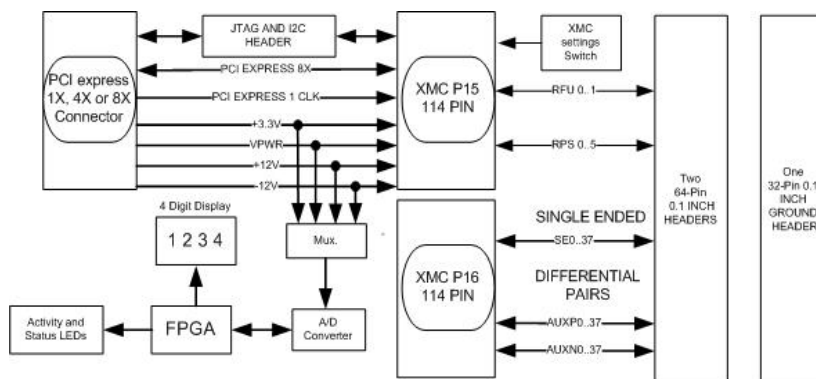 JTAG AND I2C
HEADER
XMC
settings
Switch
PCI express
1X, 4X or 8X
Connector
PCI EXPRESS 8X
PCI EXPRESS 1 CLK
+3.3V
VPWR
+12V
-12V
XMC P15
114 PIN
RFU 0..1
RPS 0..5
Two
64-Pin
0.1 INCH
HEADERS
One
32-Pin 0.1
INCH
GROUND
HEADER
4 Digit Display
1 2 3 4
Mux.
XMC P16
114 PIN
SINGLE ENDED
SE0..37
DIFFERENTIAL
PAIRS
AUXP0..37
AUXN0..37
Activity and
Status LEDs
FPGA
A/D
Converter